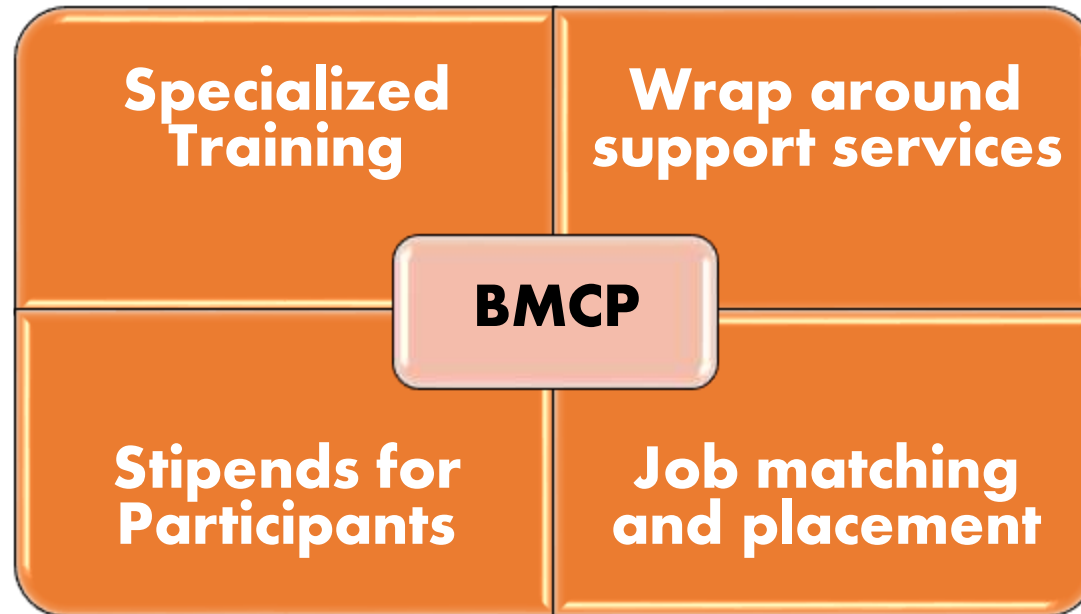 Specialized
Training
Wrap around
support services
BMCP
Stipends for
Participants
Job matching
and placement